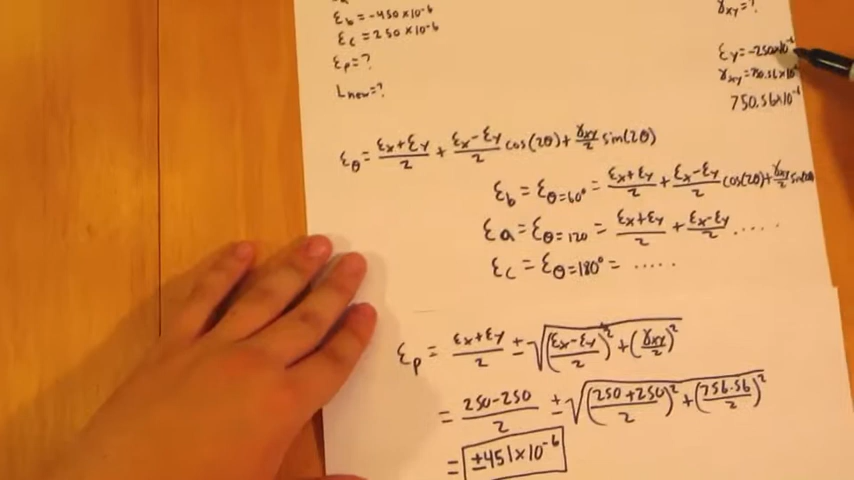 εb = -450×10⁻⁶
εc = 250×10⁻⁶
εp = ?
Lnew = ?
γxy = ?
εy = -250×10⁻⁶
γxy = 750.56×10⁻⁶
750.56×10⁻⁶
εθ = (εx+εy)/2 + (εx-εy)/2 cos(2θ) + γxy/2 sin(2θ)
εb = εθ=60° = (εx+εy)/2 + (εx-εy)/2 cos(2θ) + γxy/2 sin(2θ)
εa = εθ=120 = (εx+εy)/2 + (εx-εy)/2 .....
εc = εθ=180° = .....
εp = (εx+εy)/2 ± √(((εx-εy)/2)² + (γxy/2)²)
= (250-250)/2 ± √(((250+250)/2)² + (756.56/2)²)
= ±451×10⁻⁶